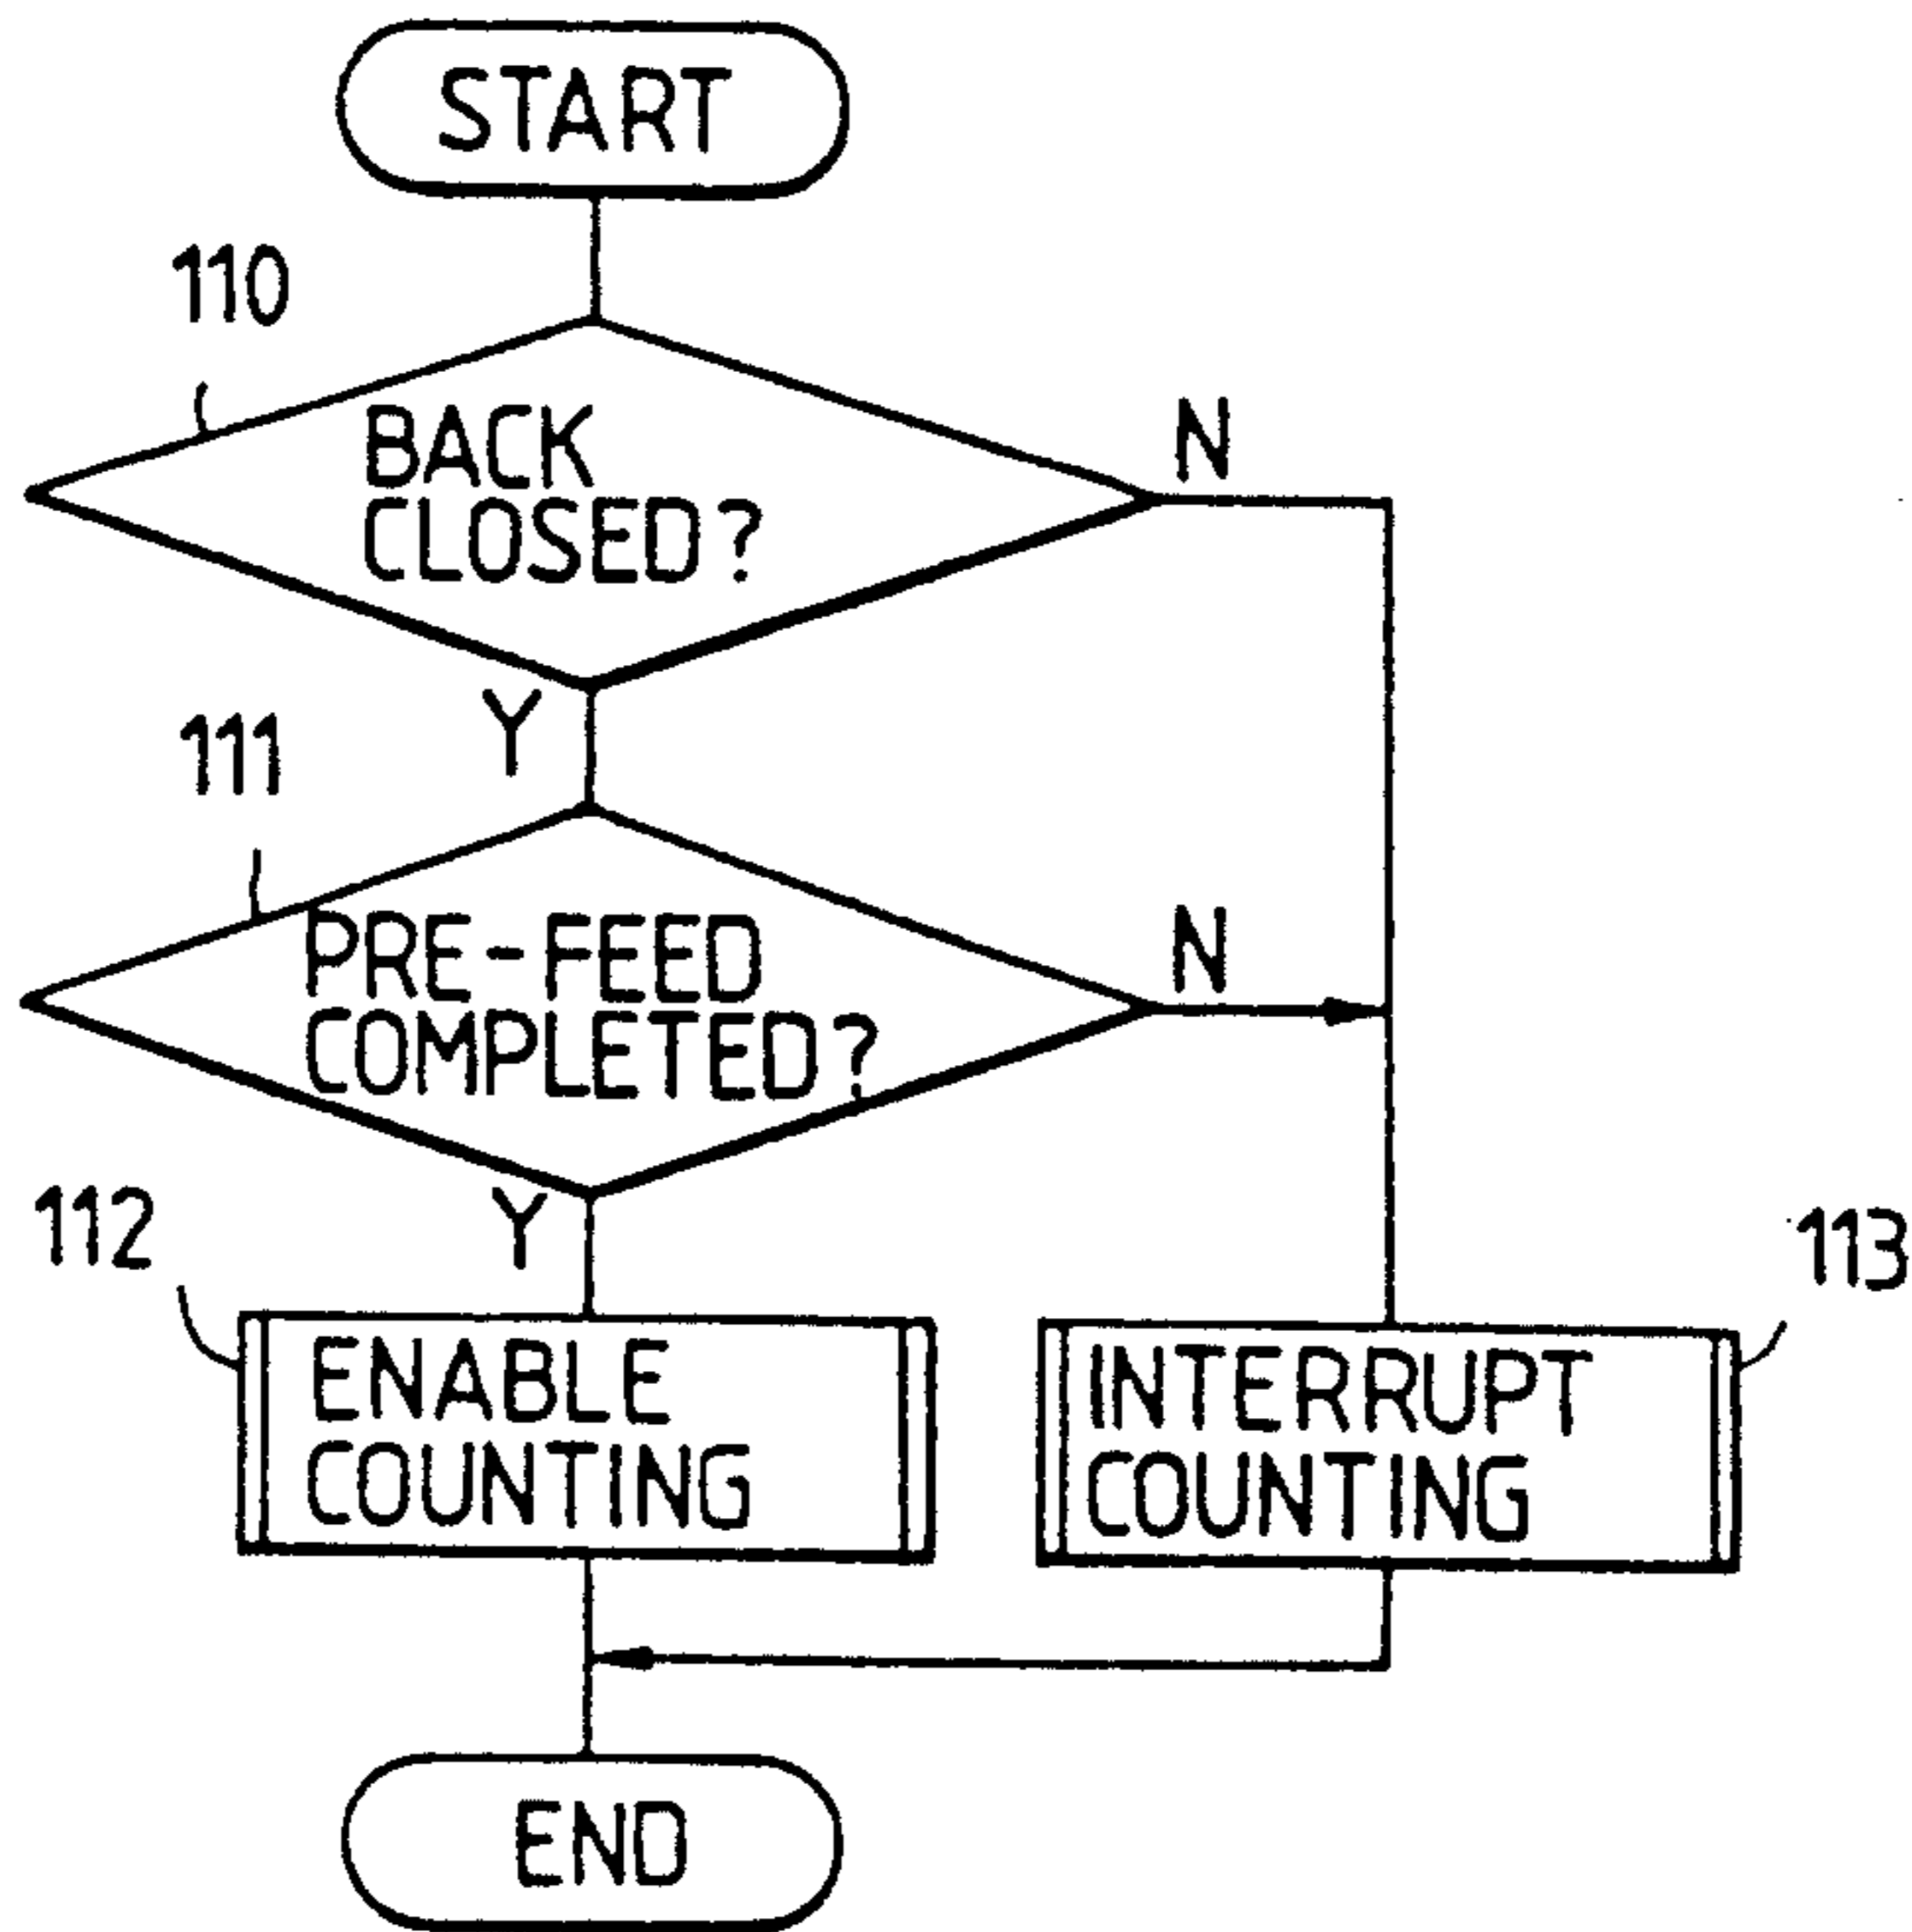 START
110
BACK
CLOSED?
N
Y
111
PRE-FEED
COMPLETED?
N
Y
112
ENABLE
COUNTING
113
INTERRUPT
COUNTING
END